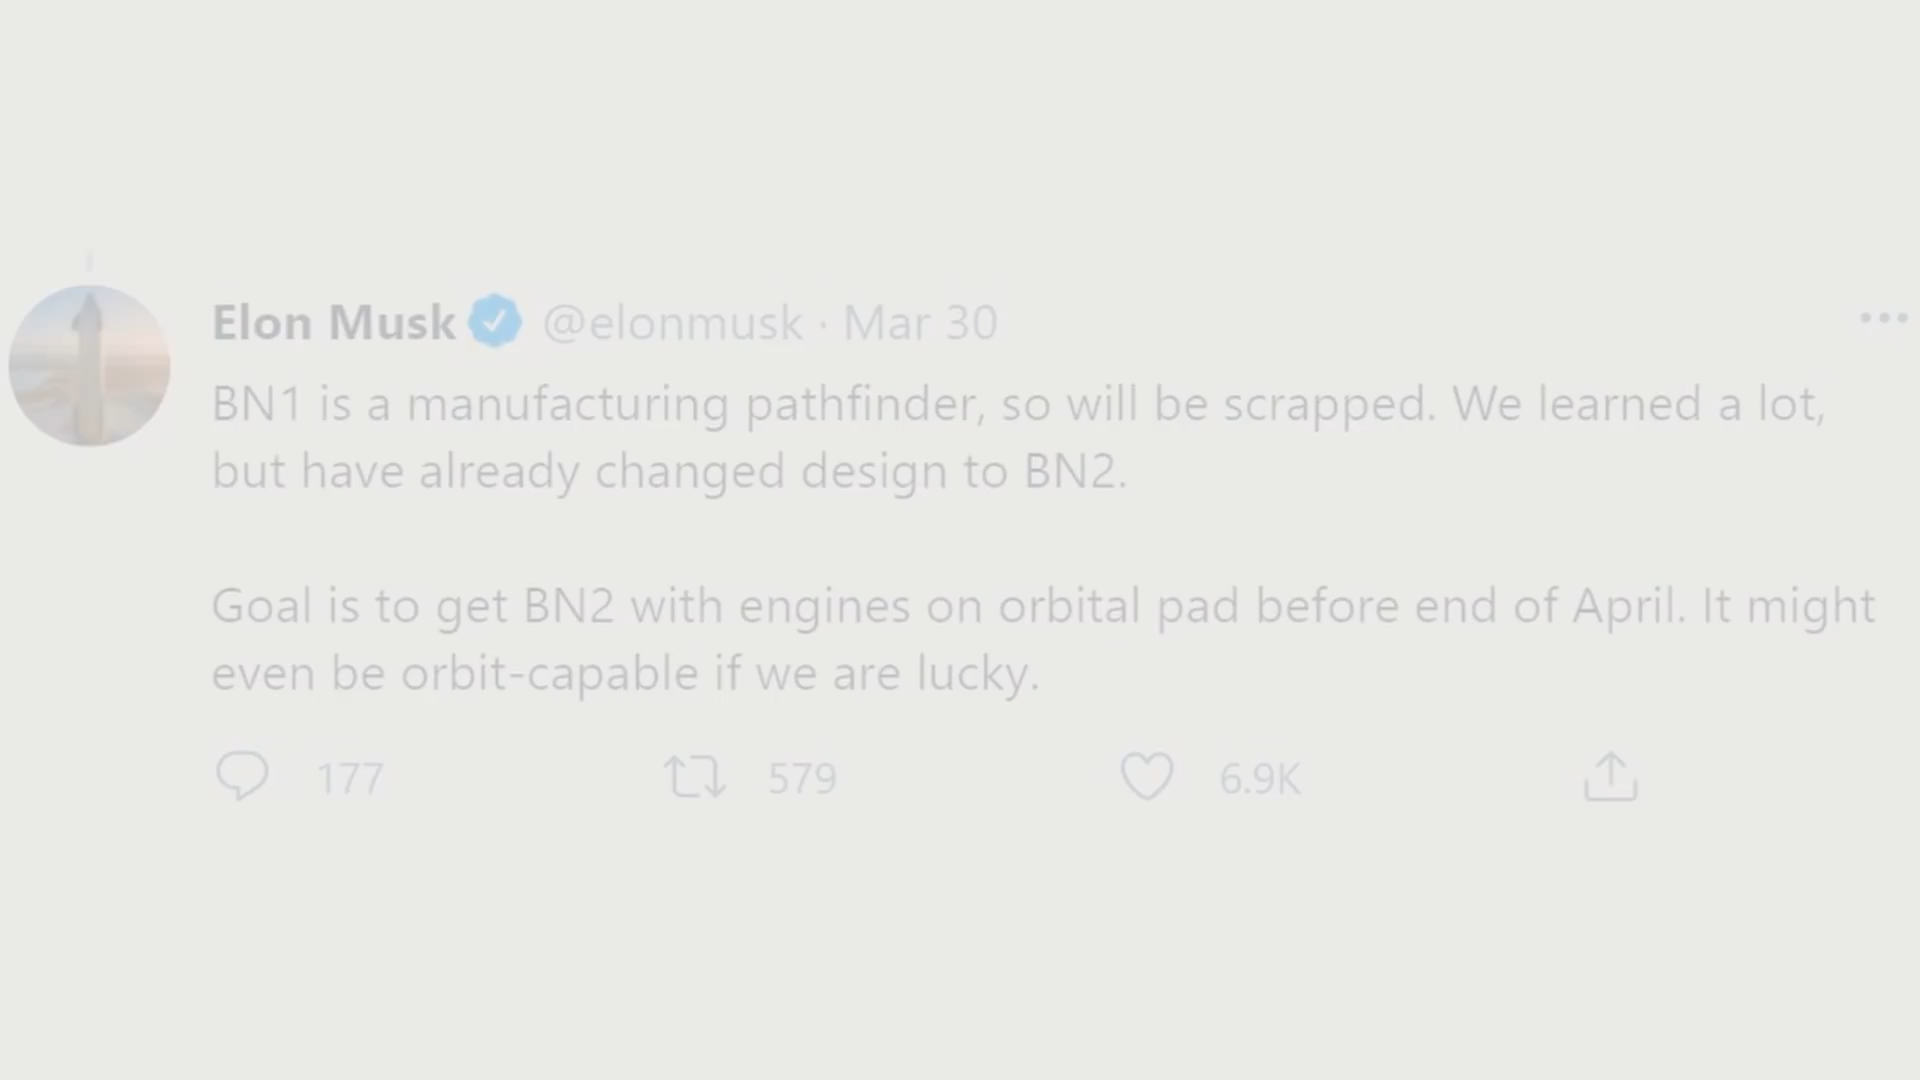 Elon Musk @elonmusk · Mar 30
BN1 is a manufacturing pathfinder, so will be scrapped. We learned a lot,
but have already changed design to BN2.
Goal is to get BN2 with engines on orbital pad before end of April. It might
even be orbit-capable if we are lucky.
177 579 6.9K